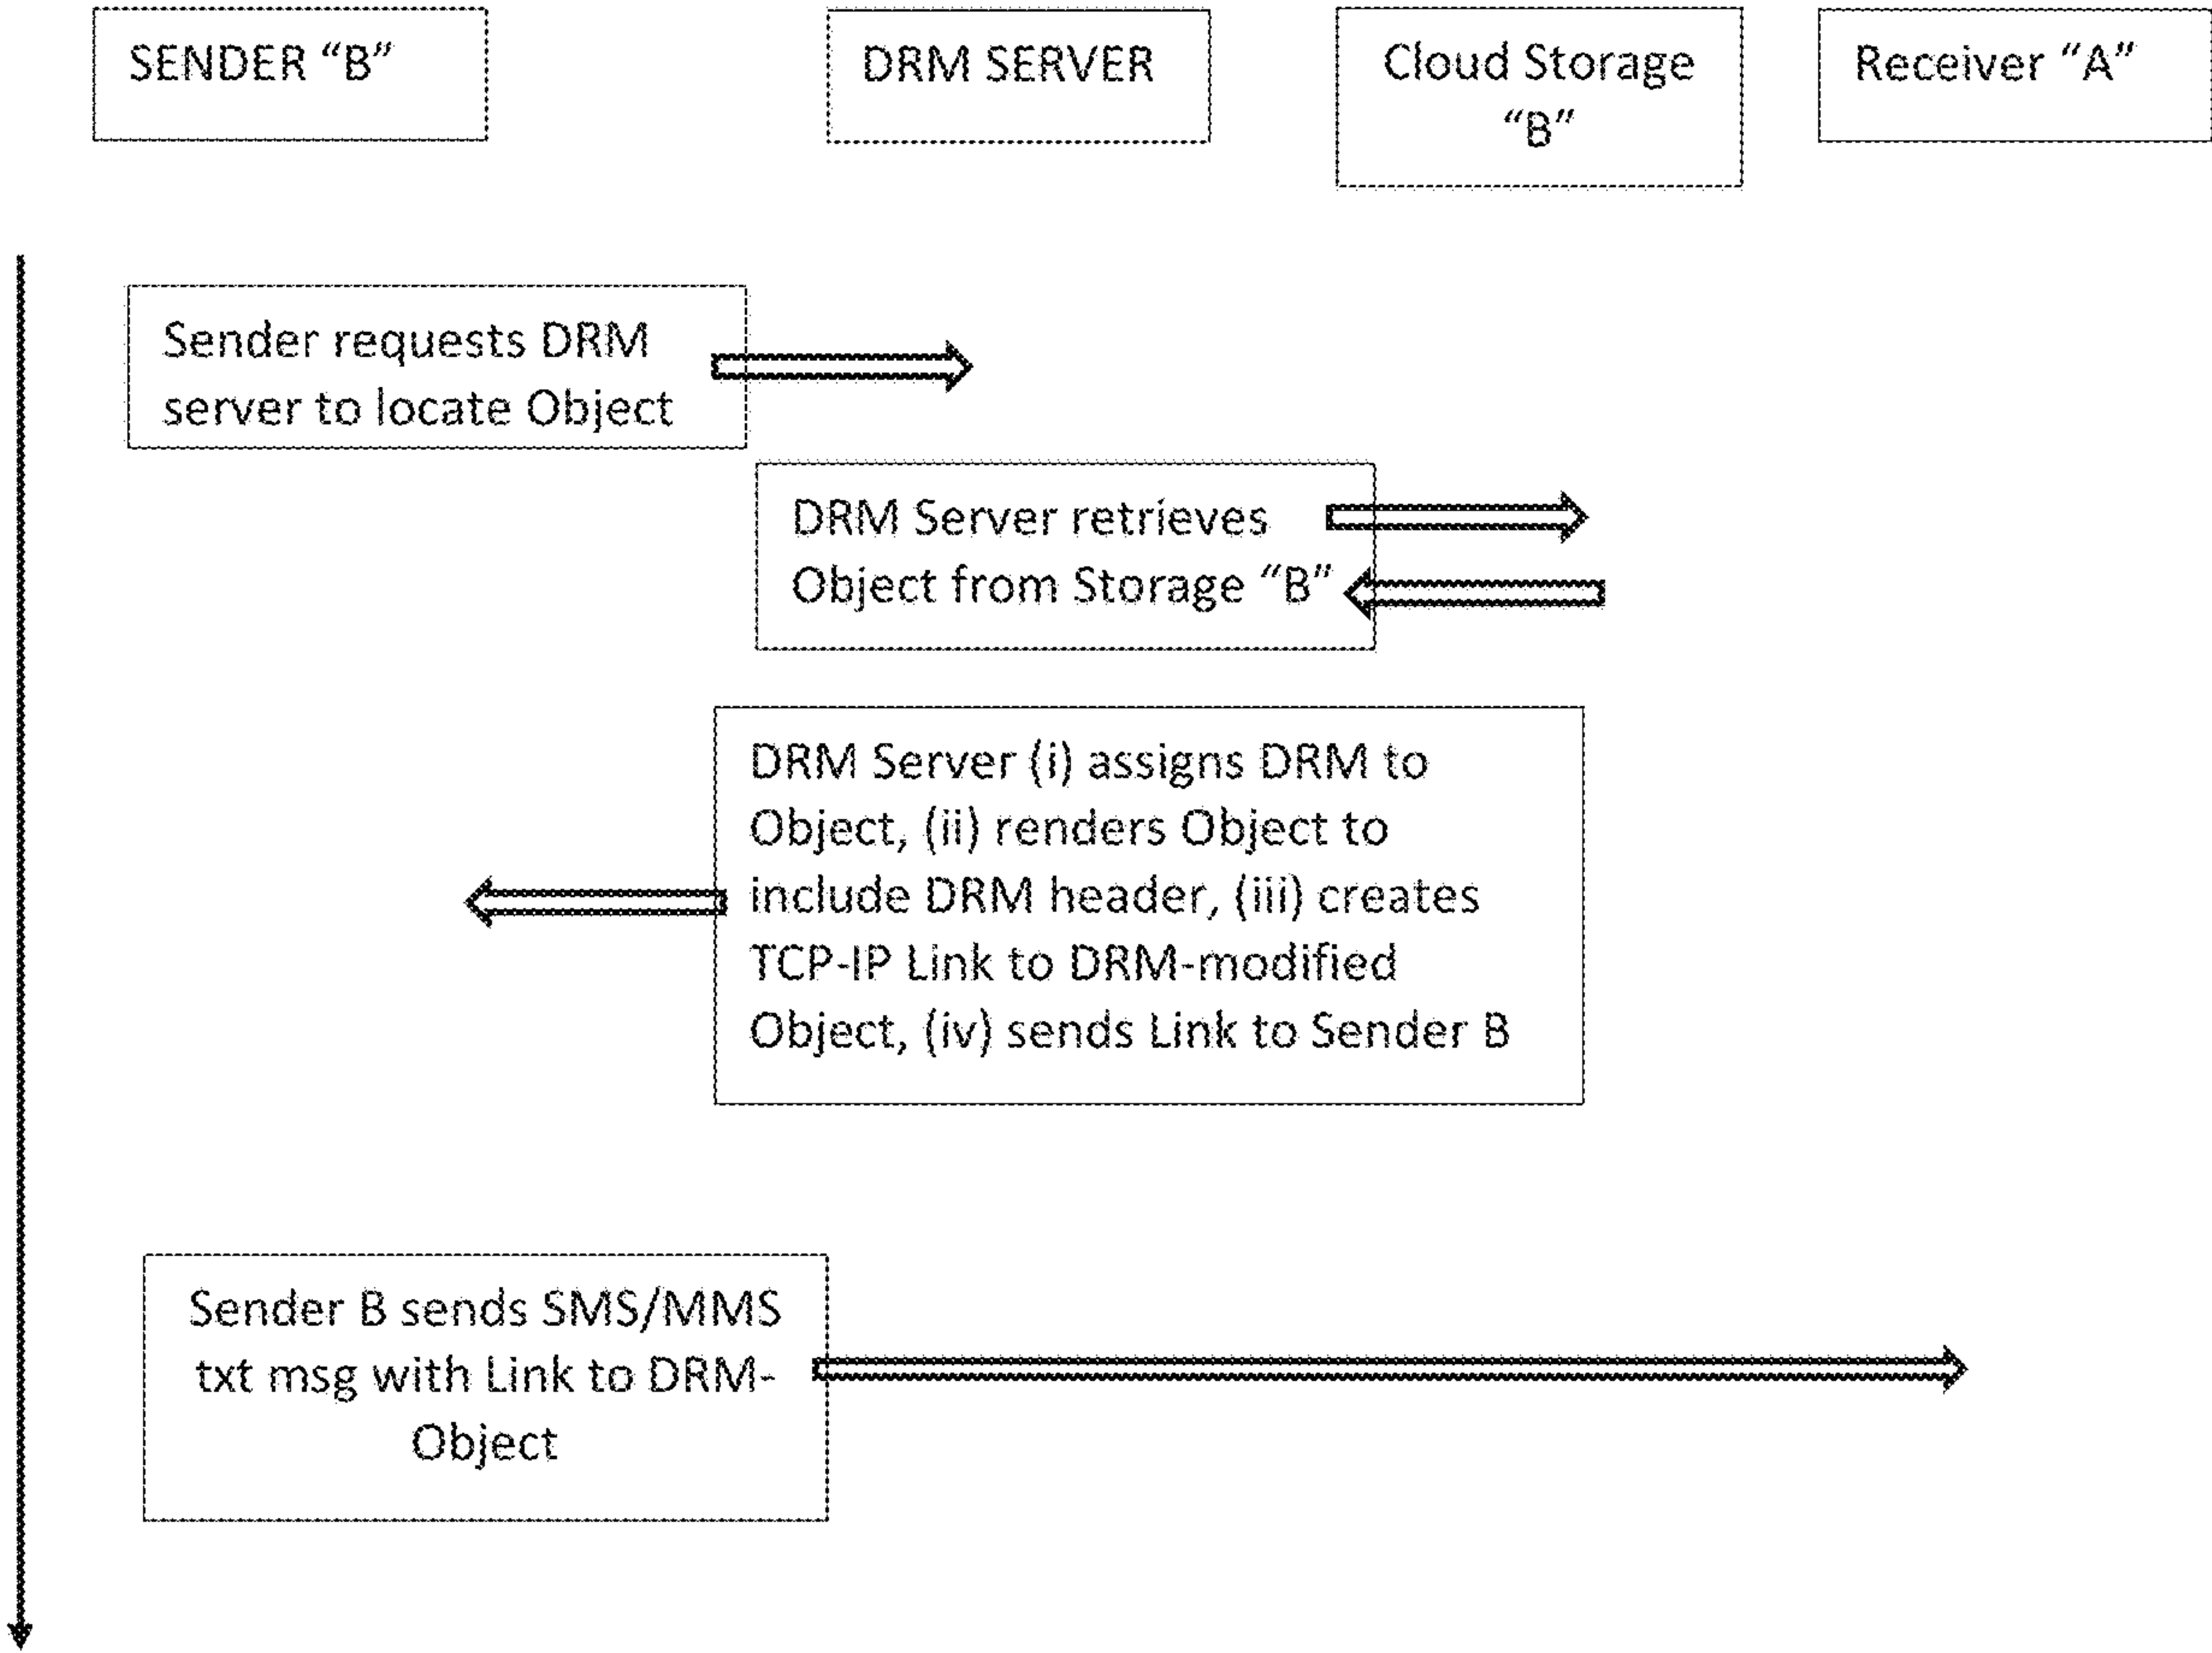 SENDER “B”
DRM SERVER
Cloud Storage
“B”
Receiver “A”
Sender requests DRM
server to locate Object
DRM Server retrieves
Object from Storage “B”
DRM Server (i) assigns DRM to
Object, (ii) renders Object to
include DRM header, (iii) creates
TCP-IP Link to DRM-modified
Object, (iv) sends Link to Sender B
Sender B sends SMS/MMS
txt msg with Link to DRM-
Object